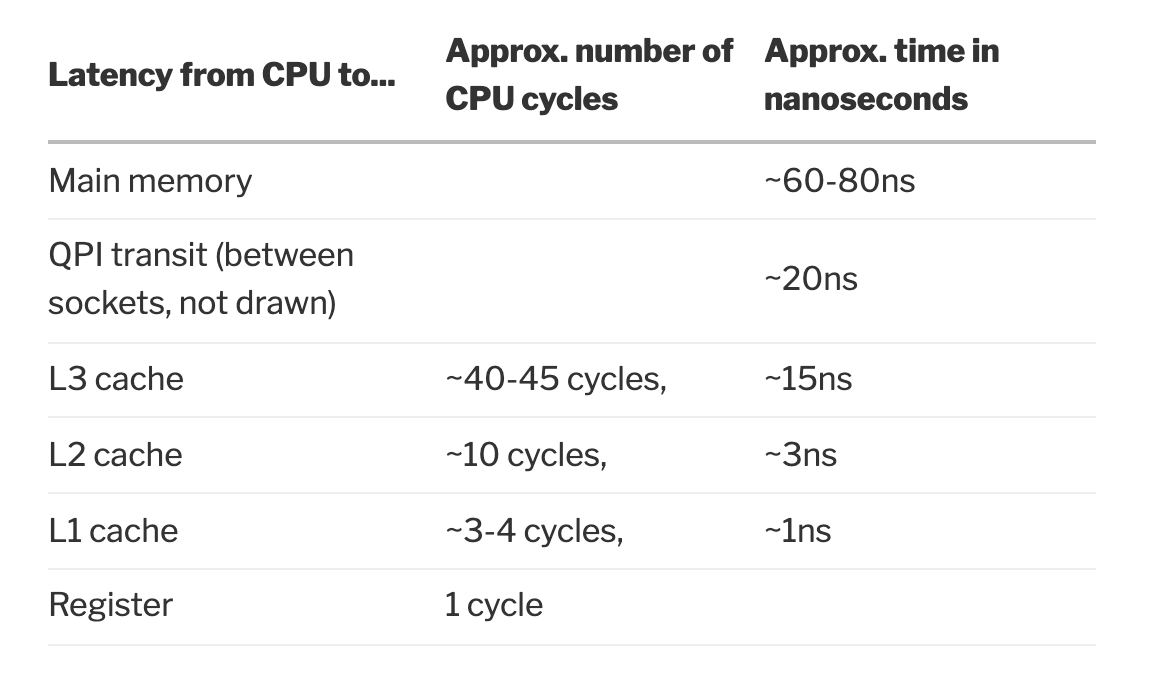 Latency from CPU to... Approx. number of CPU cycles Approx. time in nanoseconds
Main memory ~60-80ns
QPI transit (between sockets, not drawn) ~20ns
L3 cache ~40-45 cycles, ~15ns
L2 cache ~10 cycles, ~3ns
L1 cache ~3-4 cycles, ~1ns
Register 1 cycle